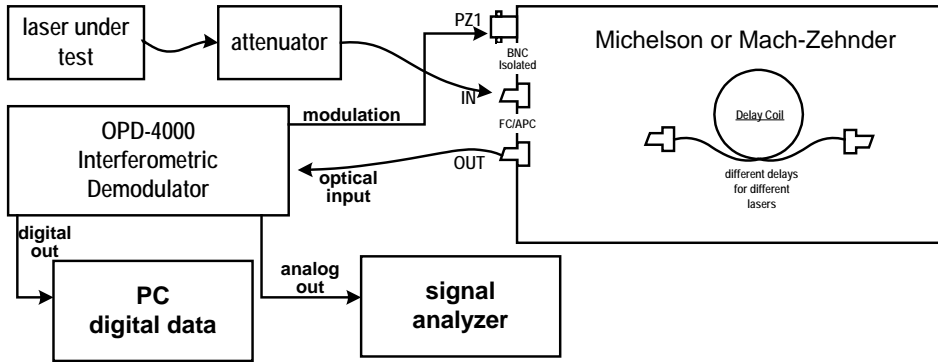 laser under
test
attenuator
PZ1
BNC
Isolated
Michelson or Mach-Zehnder
IN
FC/APC
OUT
modulation
OPD-4000
Interferometric
Demodulator
optical
input
Delay Coil
different delays
for different
lasers
digital
out
analog
out
PC
digital data
signal
analyzer